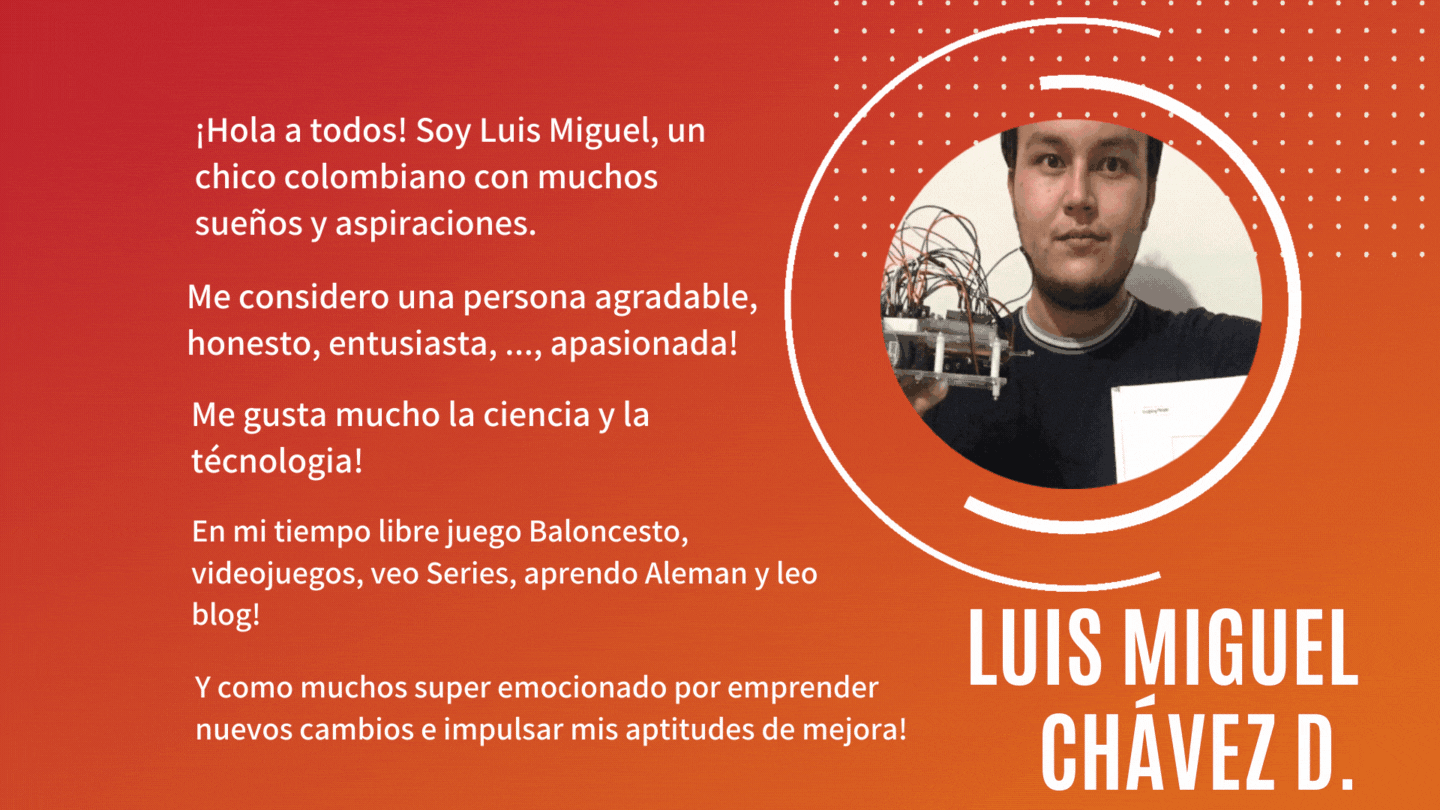 ¡Hola a todos! Soy Luis Miguel, un
chico colombiano con muchos
sueños y aspiraciones.
Me considero una persona agradable,
honesto, entusiasta, ..., apasionada!
Me gusta mucho la ciencia y la
técnologia!
En mi tiempo libre juego Baloncesto,
videojuegos, veo Series, aprendo Aleman y leo
blog!
Y como muchos super emocionado por emprender
nuevos cambios e impulsar mis aptitudes de mejora!
LUIS MIGUEL
CHÁVEZ D.